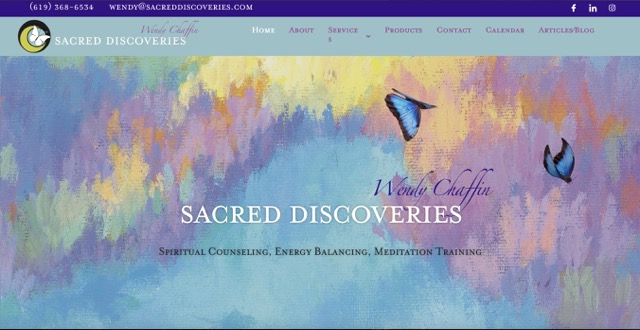 (619) 368-6534 WENDY@SACREDDISCOVERIES.COM
Wendy Chaffin
SACRED DISCOVERIES
HOME ABOUT SERVICE
S PRODUCTS CONTACT CALENDAR ARTICLES/BLOG
Wendy Chaffin
SACRED DISCOVERIES
SPIRITUAL COUNSELING, ENERGY BALANCING, MEDITATION TRAINING